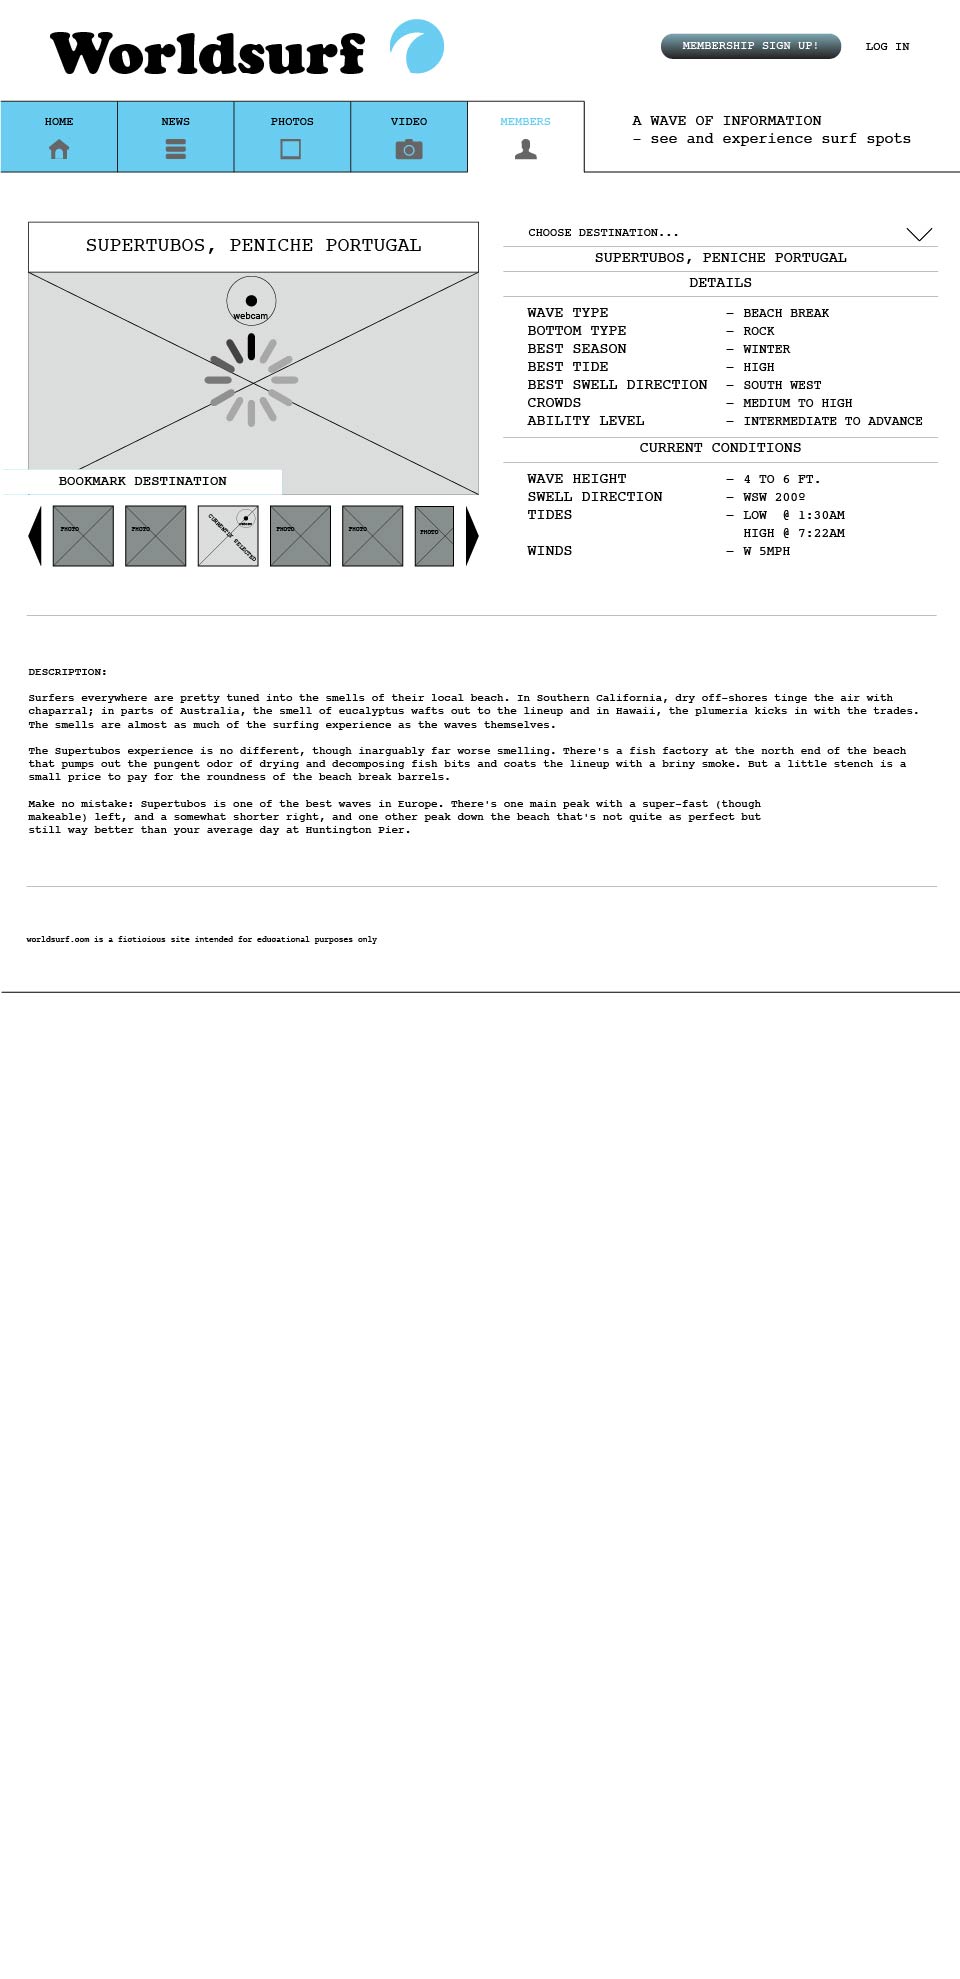 Worldsurf
MEMBERSHIP SIGN UP!
LOG IN
HOME
NEWS
PHOTOS
VIDEO
MEMBERS
A WAVE OF INFORMATION
– see and experience surf spots
SUPERTUBOS, PENICHE PORTUGAL
webcam
BOOKMARK DESTINATION
PHOTO
PHOTO
CURRENTLY SELECTED
webcam
PHOTO
PHOTO
PHOTO
CHOOSE DESTINATION...
SUPERTUBOS, PENICHE PORTUGAL
DETAILS
WAVE TYPE – BEACH BREAK
BOTTOM TYPE – ROCK
BEST SEASON – WINTER
BEST TIDE – HIGH
BEST SWELL DIRECTION – SOUTH WEST
CROWDS – MEDIUM TO HIGH
ABILITY LEVEL – INTERMEDIATE TO ADVANCE
CURRENT CONDITIONS
WAVE HEIGHT – 4 TO 6 FT.
SWELL DIRECTION – WSW 200º
TIDES – LOW @ 1:30AM
HIGH @ 7:22AM
WINDS – W 5MPH
DESCRIPTION:
Surfers everywhere are pretty tuned into the smells of their local beach. In Southern California, dry off-shores tinge the air with
chaparral; in parts of Australia, the smell of eucalyptus wafts out to the lineup and in Hawaii, the plumeria kicks in with the trades.
The smells are almost as much of the surfing experience as the waves themselves.
The Supertubos experience is no different, though inarguably far worse smelling. There's a fish factory at the north end of the beach
that pumps out the pungent odor of drying and decomposing fish bits and coats the lineup with a briny smoke. But a little stench is a
small price to pay for the roundness of the beach break barrels.
Make no mistake: Supertubos is one of the best waves in Europe. There's one main peak with a super-fast (though
makeable) left, and a somewhat shorter right, and one other peak down the beach that's not quite as perfect but
still way better than your average day at Huntington Pier.
worldsurf.com is a ficticious site intended for educational purposes only